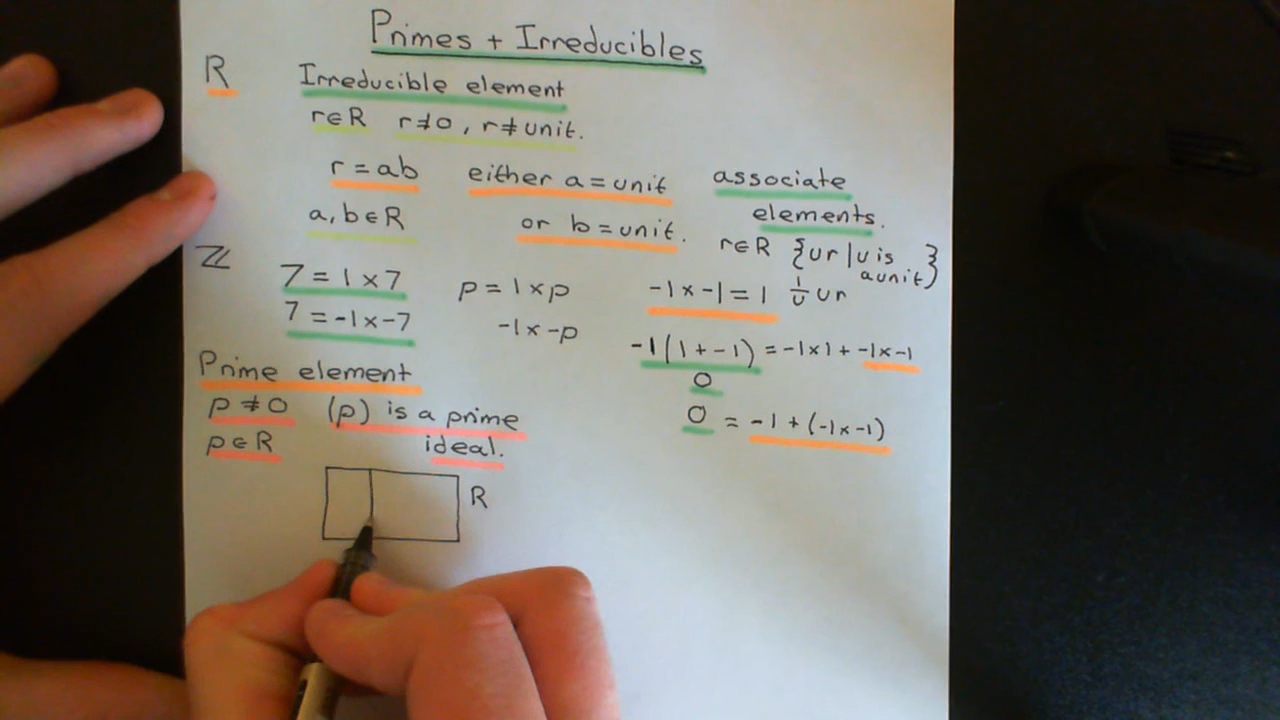 Primes + Irreducibles
R Irreducible element
r∈R r≠0, r≠unit.
r = ab either a = unit
a, b∈R or b = unit.
associate
elements.
r∈R {ur | u is a unit}
ℤ
7 = 1 × 7
7 = -1 × -7
p = 1 × p
-1 × -p
-1 × -1 = 1 1/u ur
-1(1 + -1) = -1×1 + -1×-1
0
0 = -1 + (-1×-1)
Prime element
p ≠ 0 (p) is a prime
p∈R ideal.
R